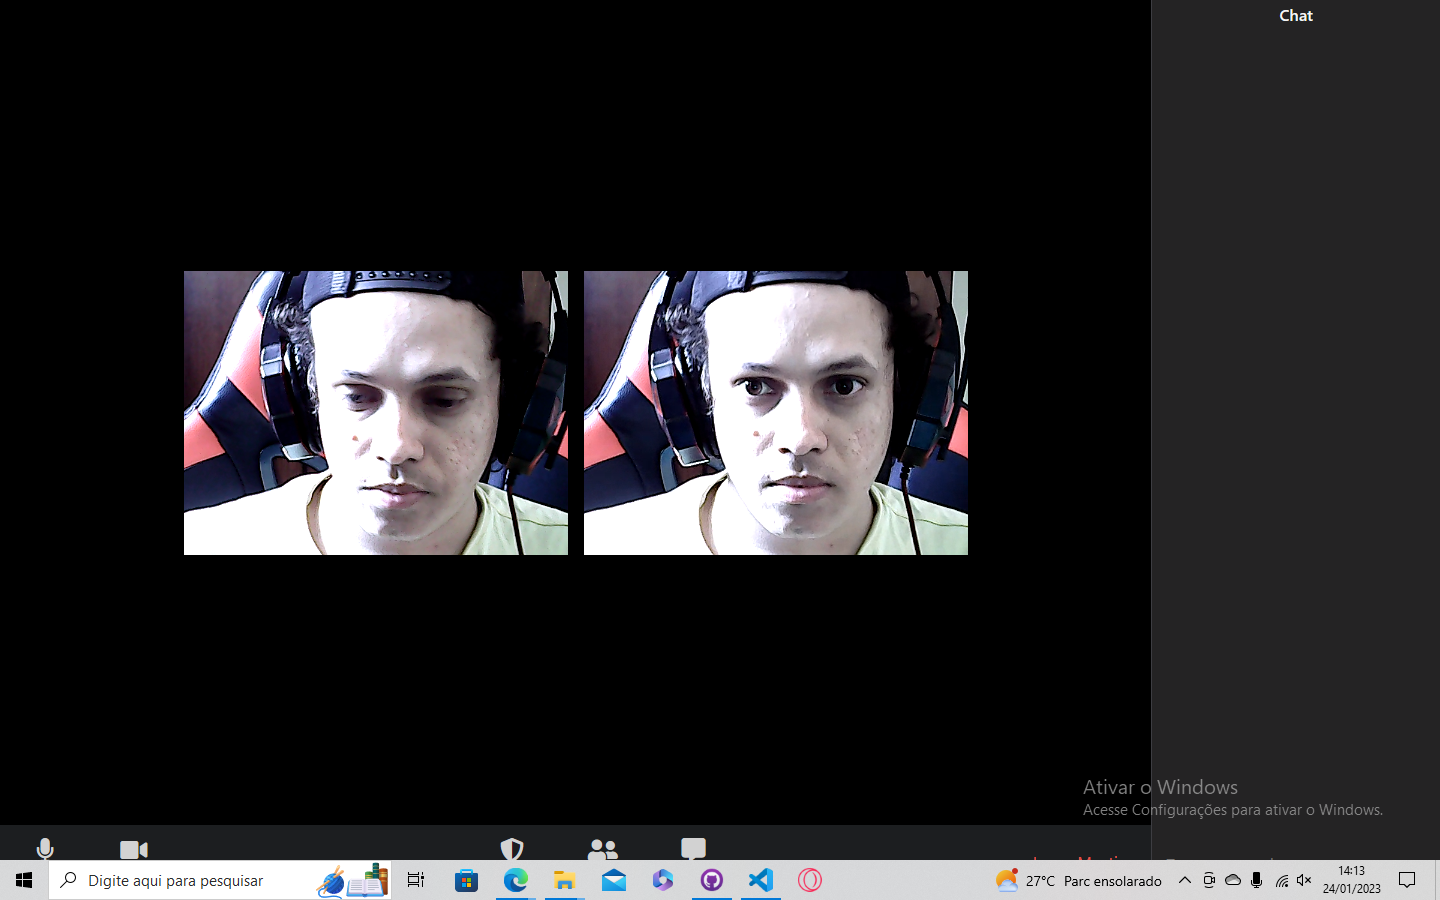 Chat
Ativar o Windows
Acesse Configurações para ativar o Windows.
Digite aqui para pesquisar
27°C Parc ensolarado
14:13
24/01/2023